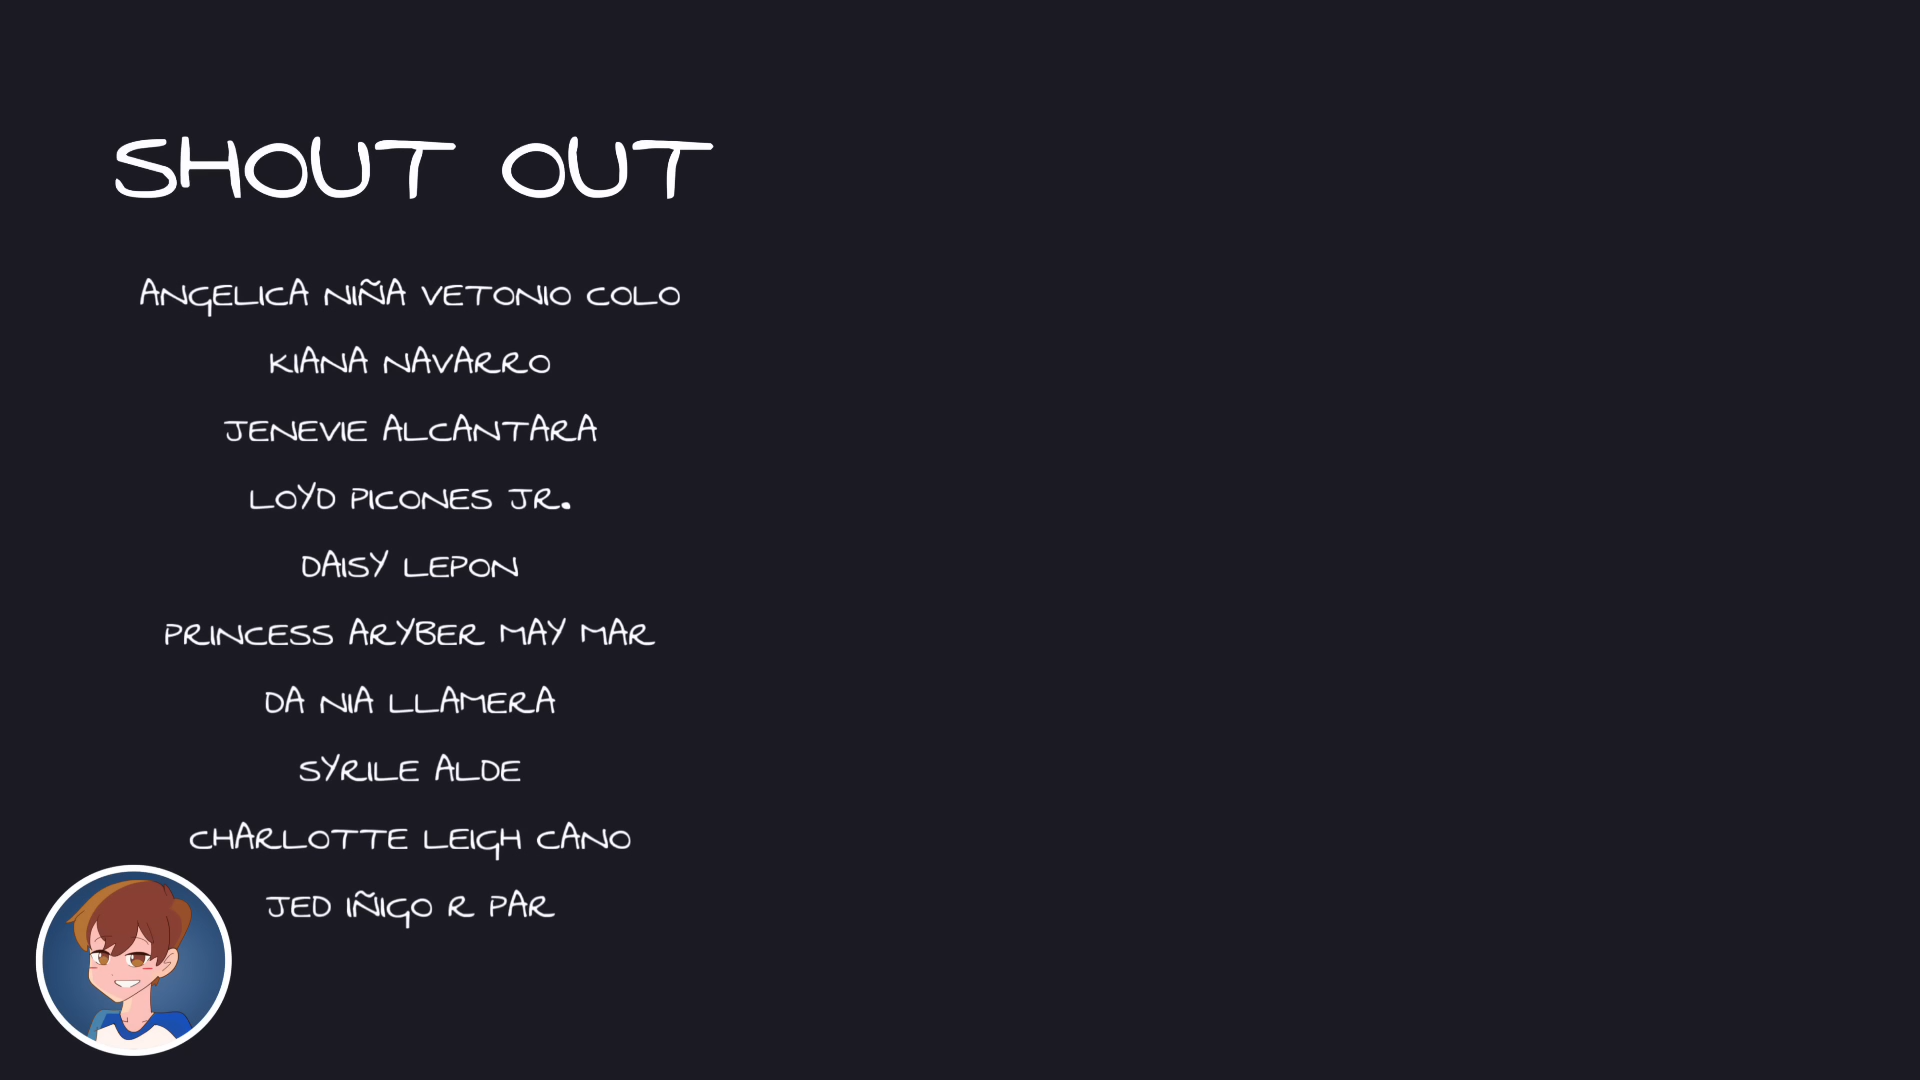 SHOUT OUT
ANGELICA NIÑA VETONIO COLO
KIANA NAVARRO
JENEVIE ALCANTARA
LOYD PICONES JR.
DAISY LEPON
PRINCESS ARYBER MAY MAR
DA NIA LLAMERA
SYRILE ALDE
CHARLOTTE LEIGH CANO
JED IÑIGO R PAR